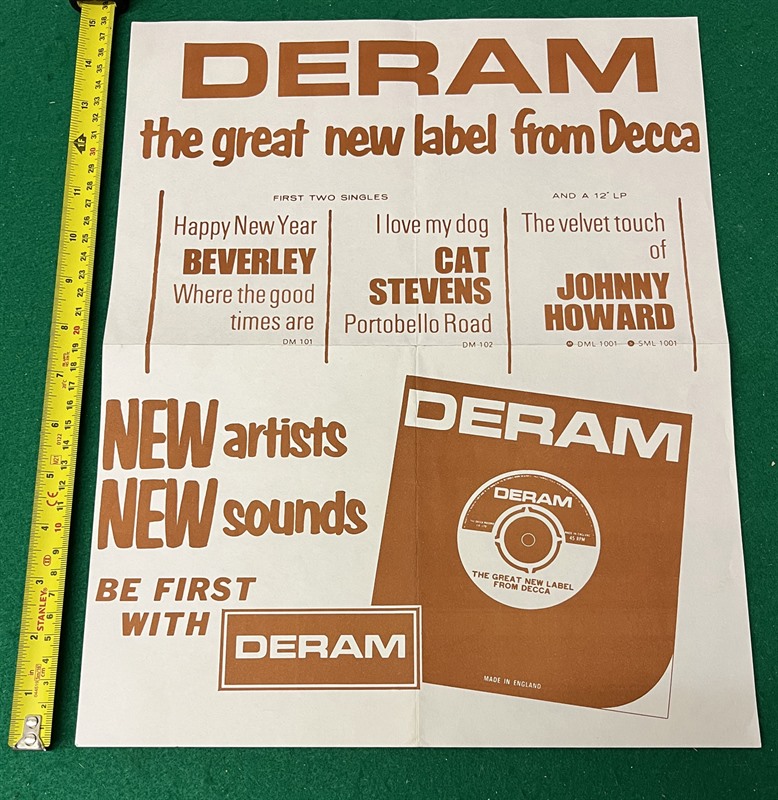 DERAM
the great new label from Decca
FIRST TWO SINGLES
AND A 12" LP
Happy New Year
BEVERLEY
Where the good
times are
DM 101
I love my dog
CAT
STEVENS
Portobello Road
DM 102
The velvet touch
of
JOHNNY
HOWARD
DML 1001 SML 1001
NEW artists
NEW sounds
BE FIRST
WITH
DERAM
DERAM
DERAM
45 RPM
THE GREAT NEW LABEL
FROM DECCA
MADE IN ENGLAND
STANLEY